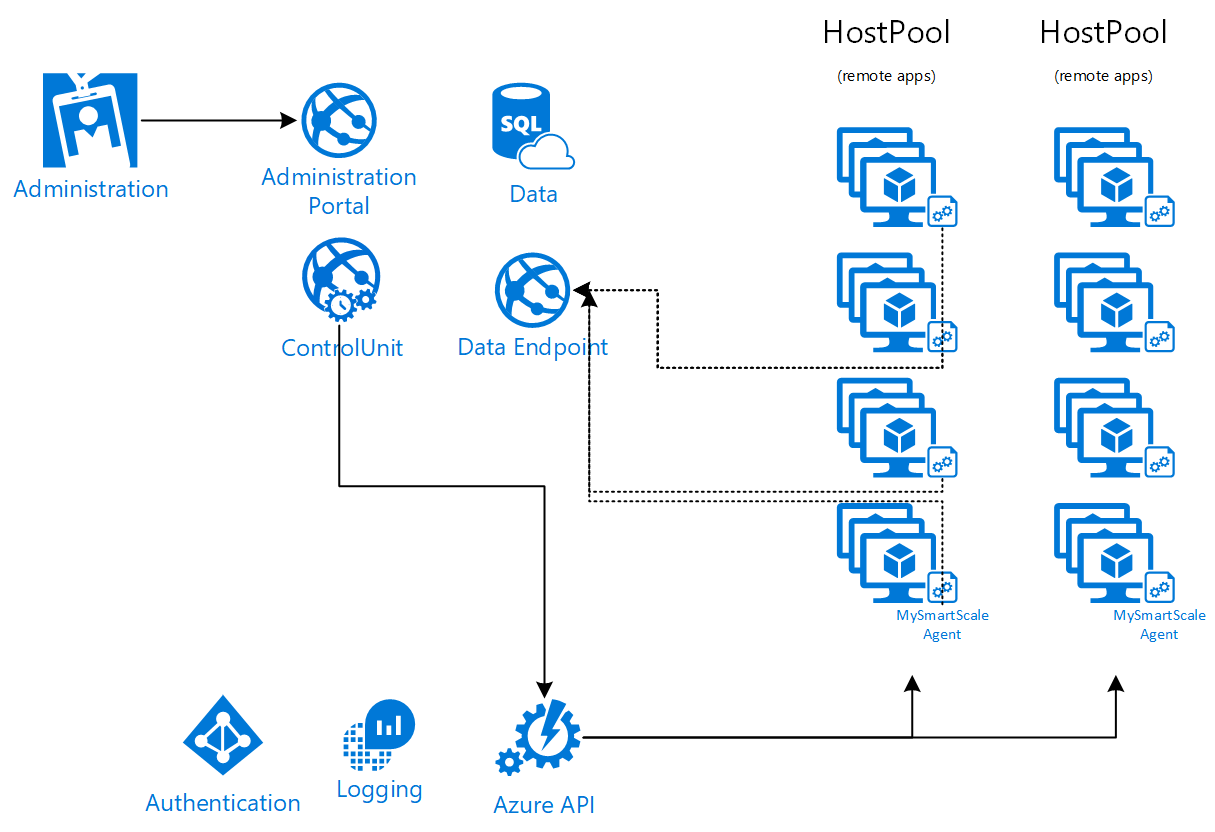 HostPool
HostPool
(remote apps)
(remote apps)
SQL
Administration
Administration
Portal
Data
ControlUnit
Data Endpoint
MySmartScale
Agent
MySmartScale
Agent
Authentication
Logging
Azure API